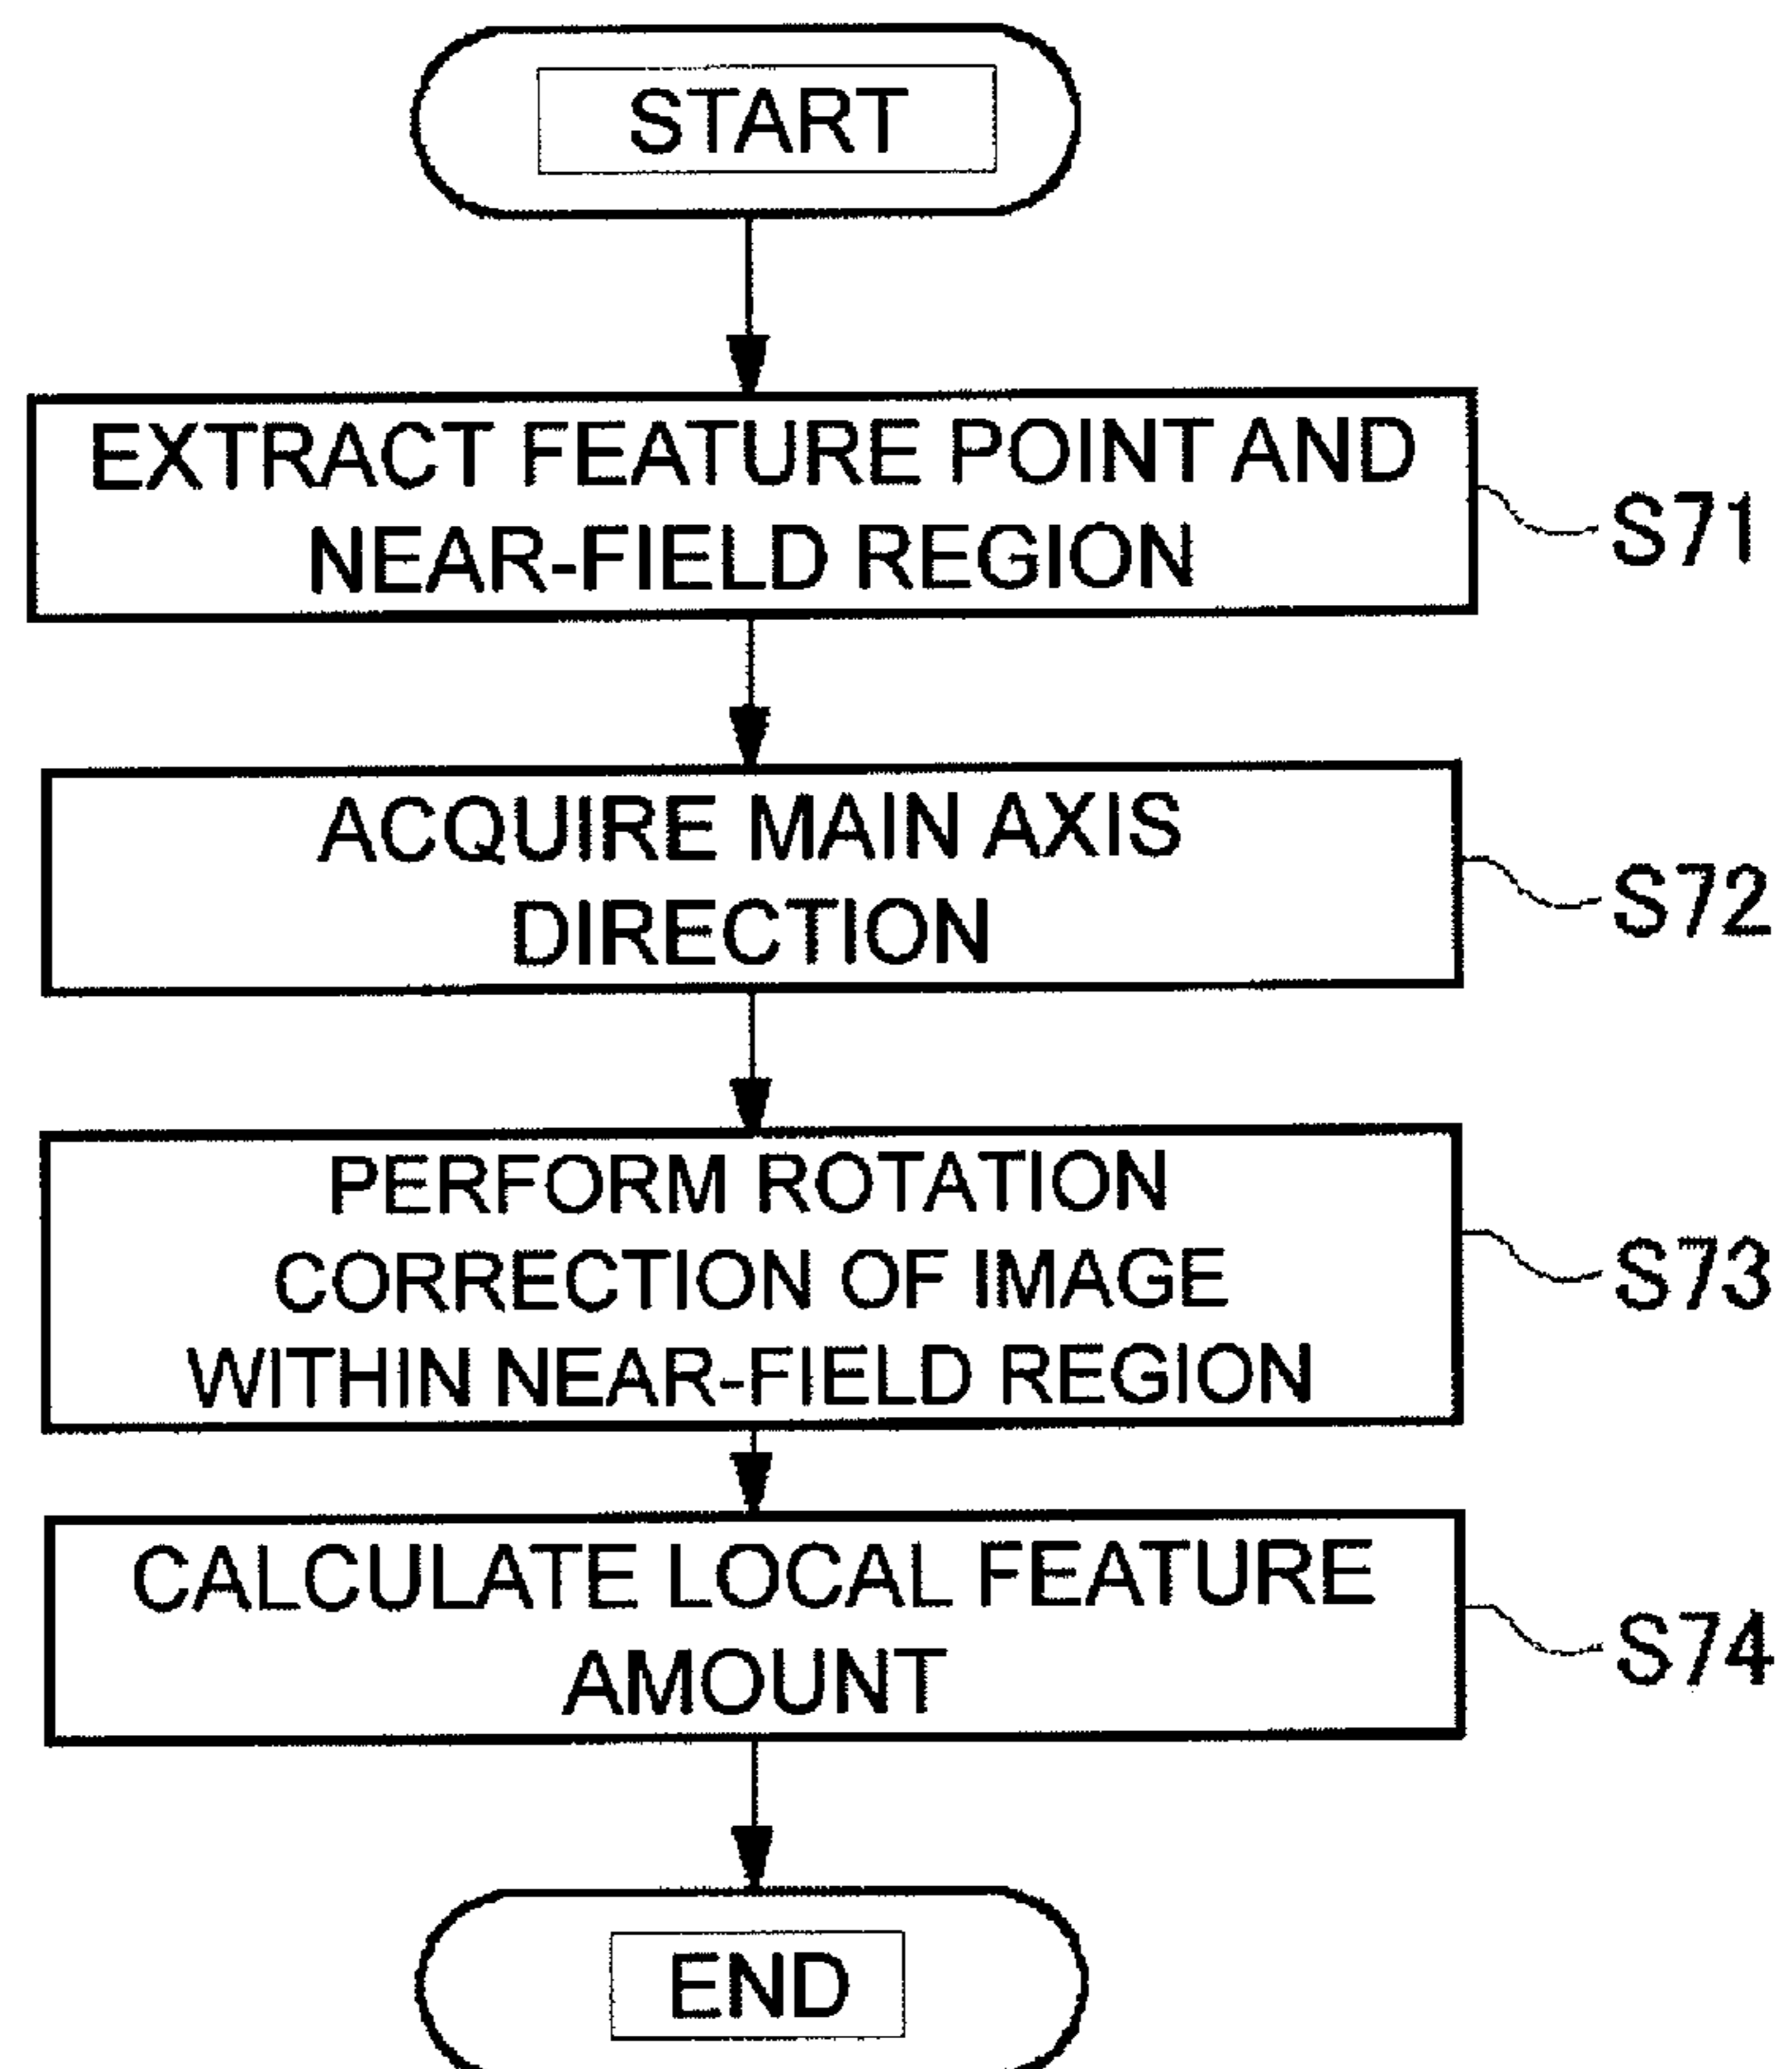 START
EXTRACT FEATURE POINT AND
NEAR-FIELD REGION
S71
ACQUIRE MAIN AXIS
DIRECTION
S72
PERFORM ROTATION
CORRECTION OF IMAGE
WITHIN NEAR-FIELD REGION
S73
CALCULATE LOCAL FEATURE
AMOUNT
S74
END